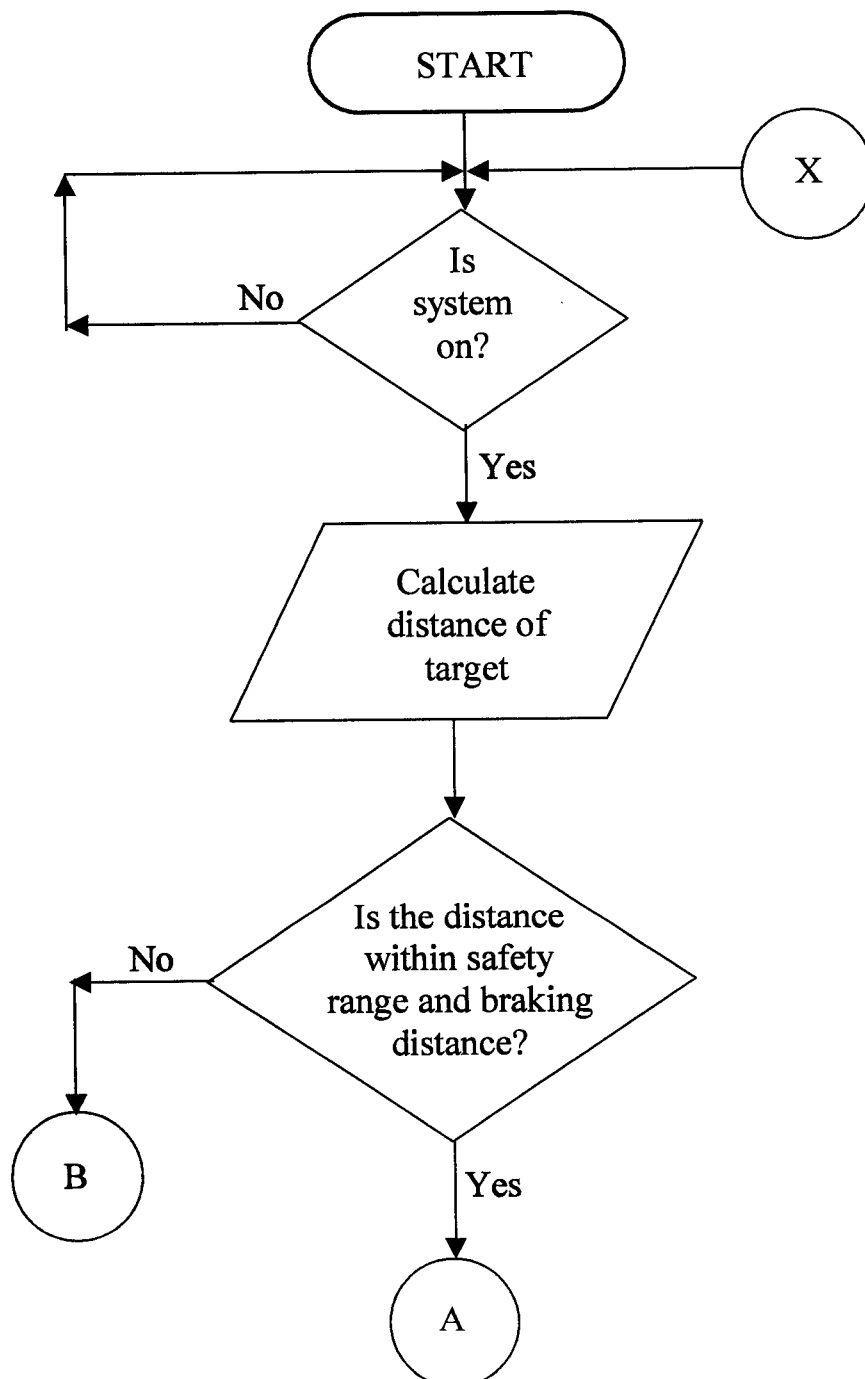 START
X
Is
system
on?
No
Yes
Calculate
distance of
target
Is the distance
within safety
range and braking
distance?
No
B
Yes
A